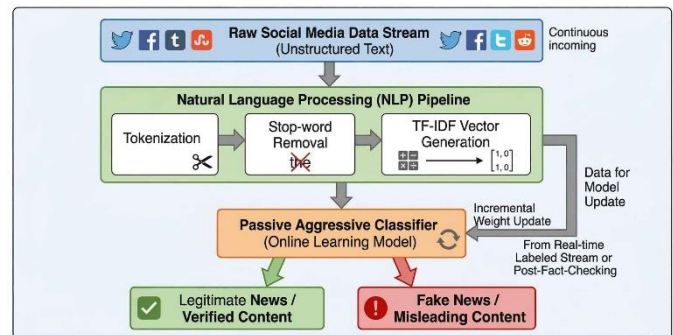 Raw Social Media Data Stream
(Unstructured Text)
Continuous
incoming
Natural Language Processing (NLP) Pipeline
Tokenization
Stop-word
Removal
the
TF-IDF Vector
Generation
[1, 0]
[1, 0]
Data for
Model
Update
Incremental
Weight Update
Passive Aggressive Classifier
(Online Learning Model)
From Real-time
Labeled Stream or
Post-Fact-Checking
Legitimate News /
Verified Content
Fake News /
Misleading Content